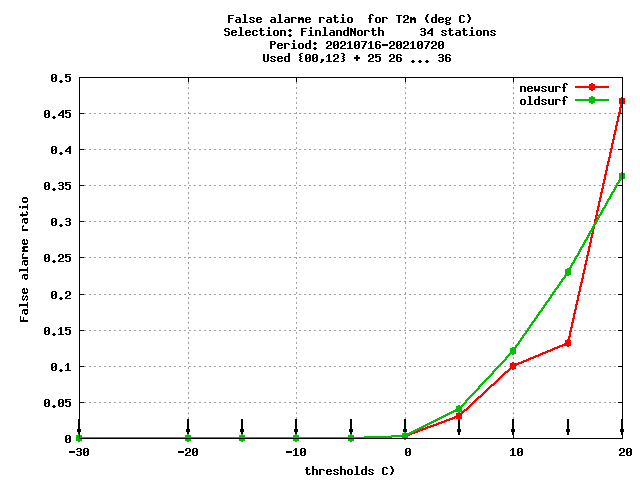 False alarme ratio  for T2m (deg C)
Selection: FinlandNorth     34 stations
Period: 20210716-20210720
Used {00,12} + 25 26 ... 36
newsurf
oldsurf
0.5
0.45
0.4
0.35
0.3
0.25
0.2
0.15
0.1
0.05
0
False alarme ratio
-30 -20 -10 0 10 20
thresholds C)